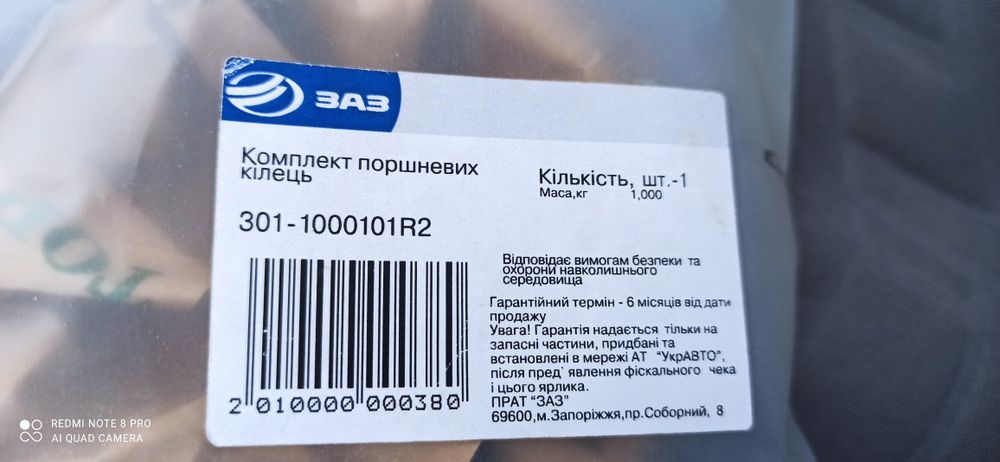 ЗАЗ
Комплект поршневих
кілець
Кількість, шт.-1
Маса,кг 1,000
301-1000101R2
Відповідає вимогам безпеки та
охорони навколишнього
середовища
Гарантійний термін - 6 місяців від дати
продажу
Увага! Гарантія надається тільки на
запасні частини, придбані та
встановлені в мережі АТ "УкрАВТО",
після пред'явлення фіскального чека
і цього ярлика.
ПРАТ "ЗАЗ"
69600,м.Запоріжжя,пр.Соборний, 8
2 010000 000380
REDMI NOTE 8 PRO
AI QUAD CAMERA